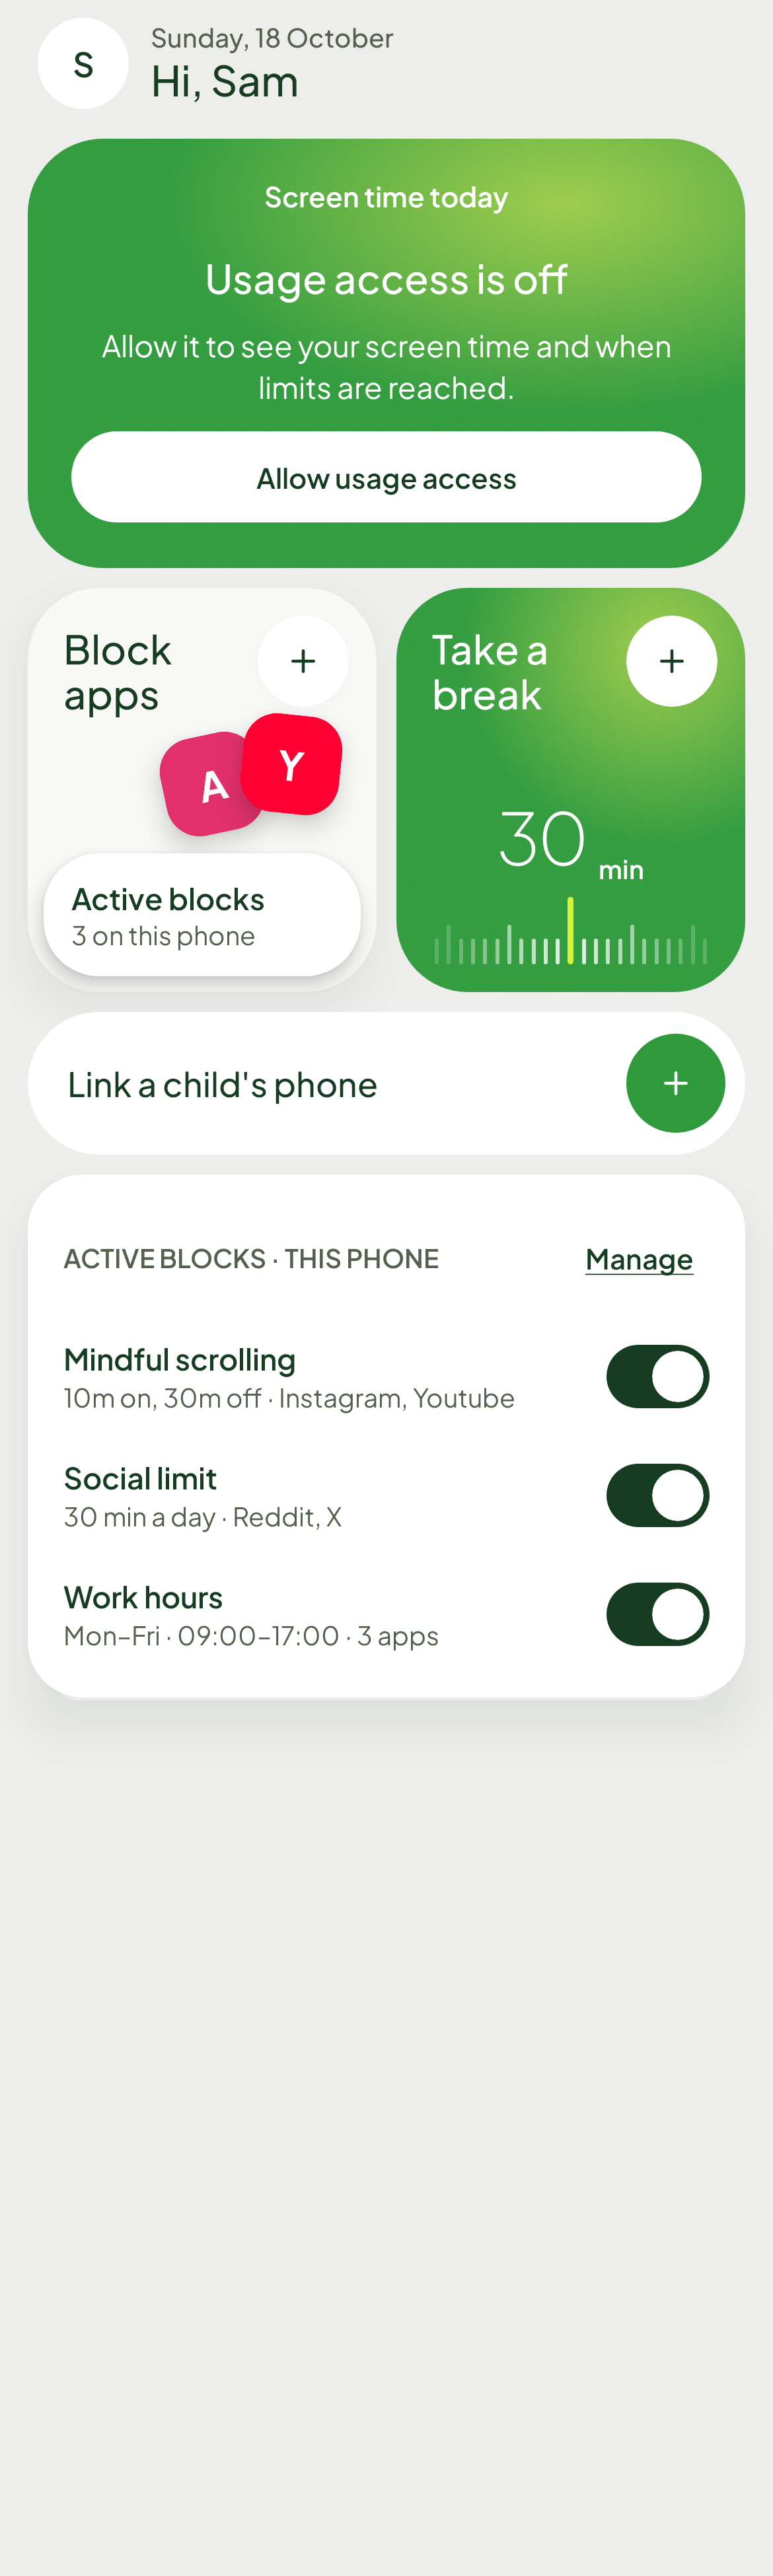 S
Sunday, 18 October
Hi, Sam
Screen time today
Usage access is off
Allow it to see your screen time and when
limits are reached.
Allow usage access
Block
apps
+
A
Y
Active blocks
3 on this phone
Take a
break
+
30 min
Link a child's phone
+
ACTIVE BLOCKS · THIS PHONE
Manage
Mindful scrolling
10m on, 30m off · Instagram, Youtube
Social limit
30 min a day · Reddit, X
Work hours
Mon–Fri · 09:00–17:00 · 3 apps